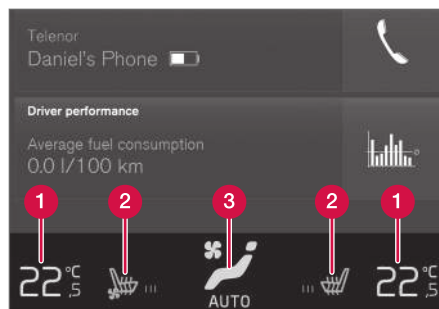 Telenor
Daniel's Phone
Driver performance
Average fuel consumption
0.0 l/100 km
1 2 3 2 1
22,5 °C 22,5 °C
AUTO